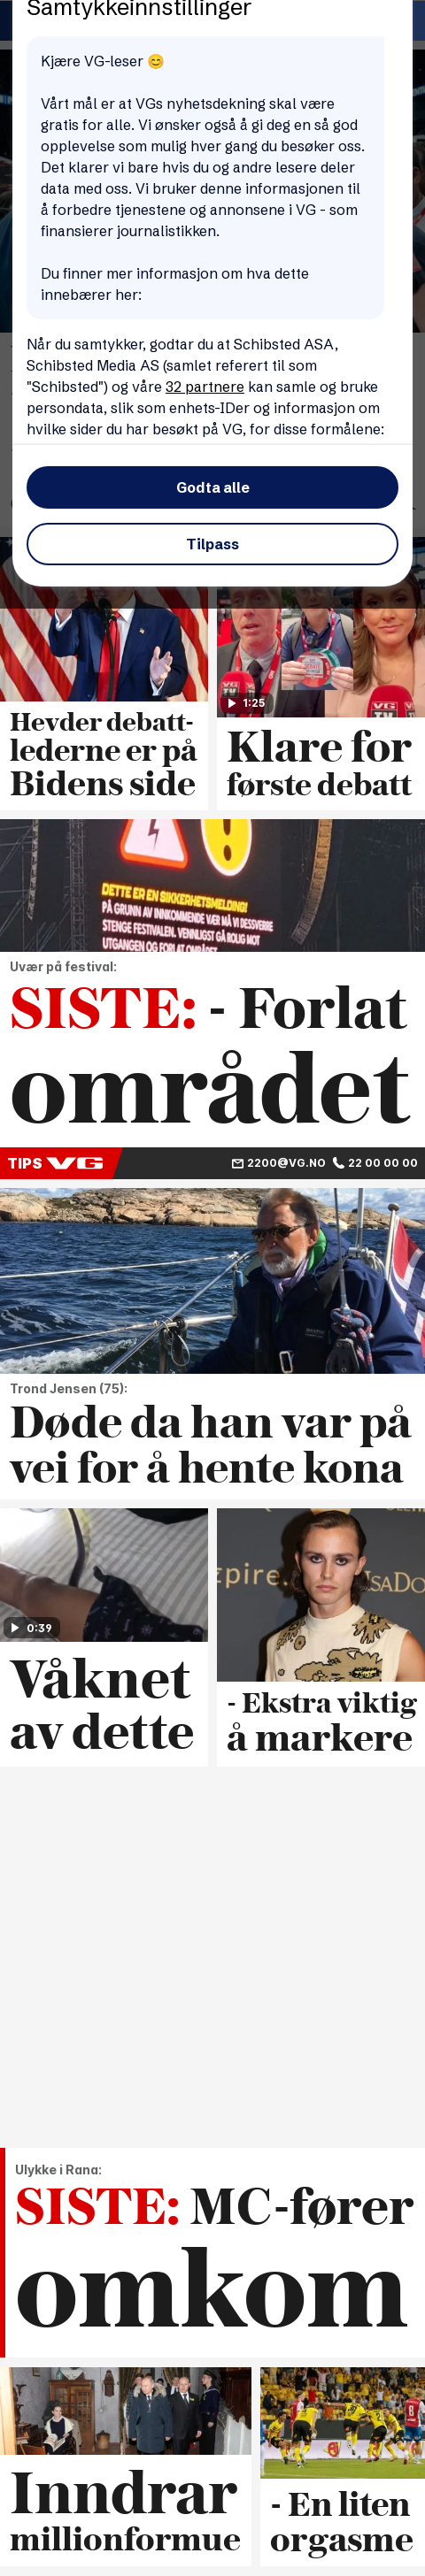 Samtykkeinnstillinger
Kjære VG-leser 😊
Vårt mål er at VGs nyhetsdekning skal være
gratis for alle. Vi ønsker også å gi deg en så god
opplevelse som mulig hver gang du besøker oss.
Det klarer vi bare hvis du og andre lesere deler
data med oss. Vi bruker denne informasjonen til
å forbedre tjenestene og annonsene i VG - som
finansierer journalistikken.
Du finner mer informasjon om hva dette
innebærer her:
Når du samtykker, godtar du at Schibsted ASA,
Schibsted Media AS (samlet referert til som
"Schibsted") og våre 32 partnere kan samle og bruke
persondata, slik som enhets-IDer og informasjon om
hvilke sider du har besøkt på VG, for disse formålene:
Godta alle
Tilpass
Hevder debatt-
lederne er på
Bidens side
1:25
Klare for
første debatt
DETTE ER EN SIKKERHETSMELDING!
PÅ GRUNN AV INNKOMMENDE VÆR MÅ VI DESSVERRE
STENGE FESTIVALEN. VENNLIGST GÅ ROLIG MOT
UTGANGEN OG FORLAT OMRÅDET
Uvær på festival:
SISTE: - Forlat
området
TIPS VG
2200@VG.NO
22 00 00 00
Trond Jensen (75):
Døde da han var på
vei for å hente kona
0:39
Våknet
av dette
- Ekstra viktig
å markere
Ulykke i Rana:
SISTE: MC-fører
omkom
Inndrar
millionformue
- En liten
orgasme